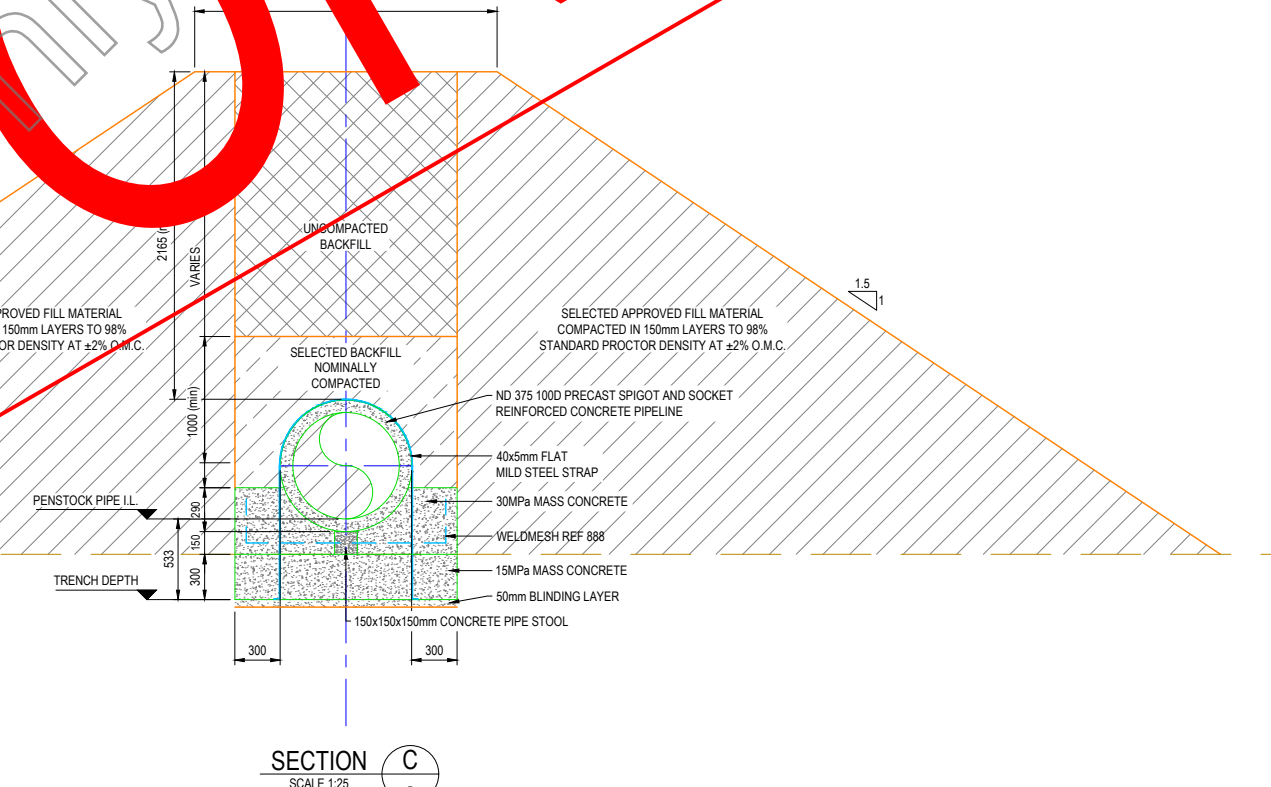 UNCOMPACTED
BACKFILL
2165
VARIES
1.5
1
FILL MATERIAL
150mm LAYERS TO 98%
DENSITY AT ±2% O.M.C.
SELECTED APPROVED FILL MATERIAL
COMPACTED IN 150mm LAYERS TO 98%
STANDARD PROCTOR DENSITY AT ±2% O.M.C.
SELECTED BACKFILL
NOMINALLY
COMPACTED
1000 (min)
ND 375 100D PRECAST SPIGOT AND SOCKET
REINFORCED CONCRETE PIPELINE
40x5mm FLAT
MILD STEEL STRAP
PENSTOCK PIPE I.L.
290
30MPa MASS CONCRETE
150
WELDMESH REF 888
533
300
15MPa MASS CONCRETE
TRENCH DEPTH
50mm BLINDING LAYER
150x150x150mm CONCRETE PIPE STOOL
300
300
SECTION
C
SCALE 1:25